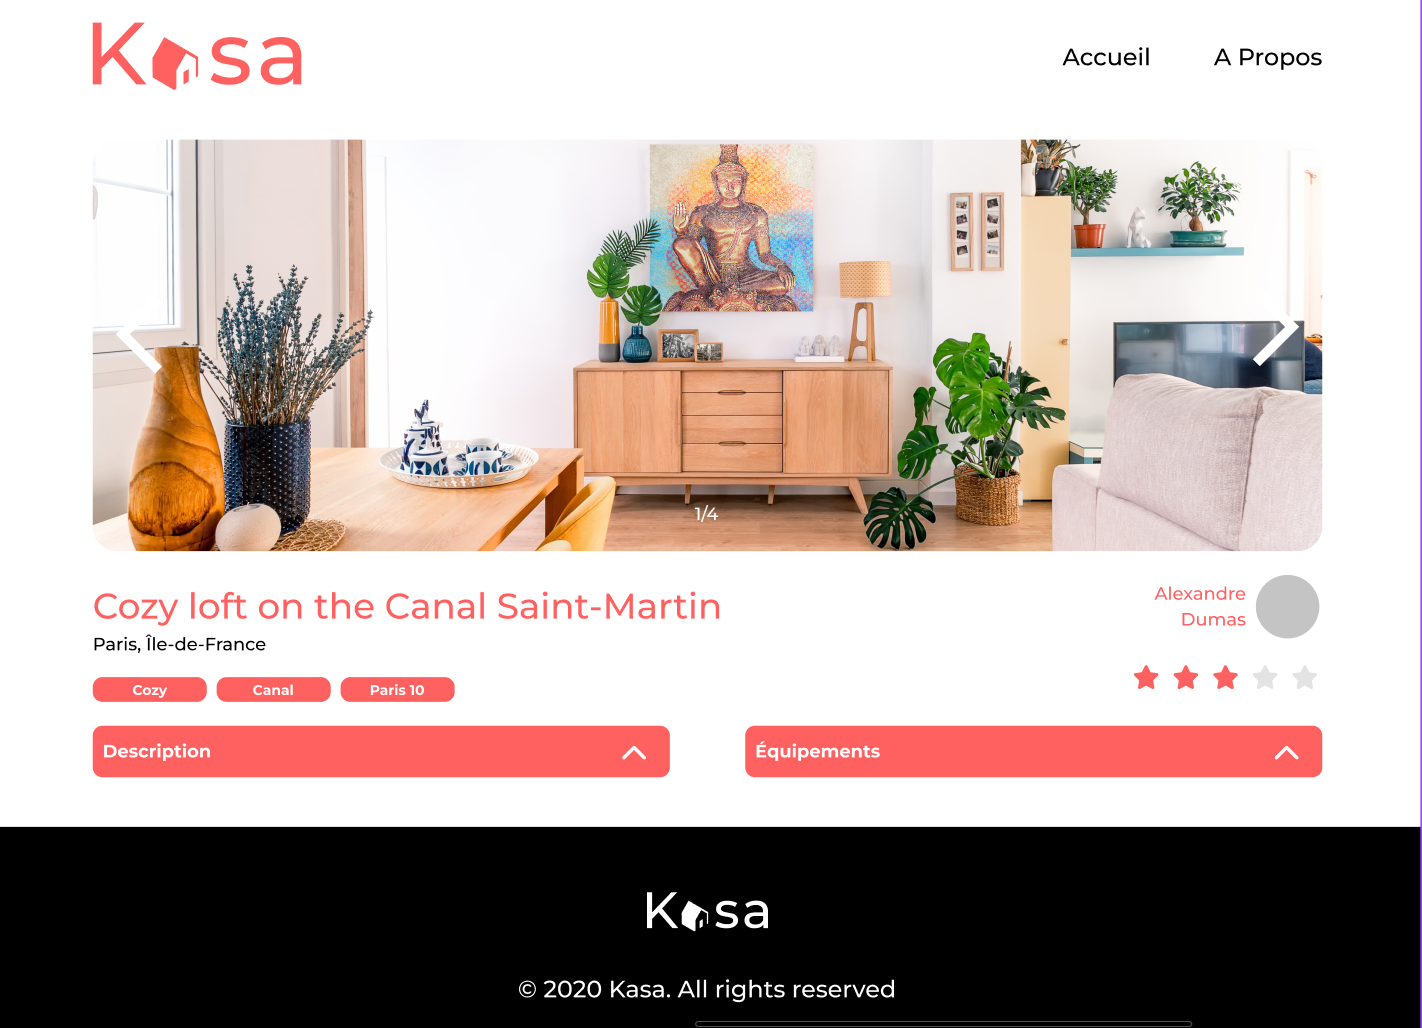 Kasa
Accueil
A Propos
1/4
Cozy loft on the Canal Saint-Martin
Paris, Île-de-France
Cozy
Canal
Paris 10
Alexandre
Dumas
Description
Équipements
Kasa
© 2020 Kasa. All rights reserved